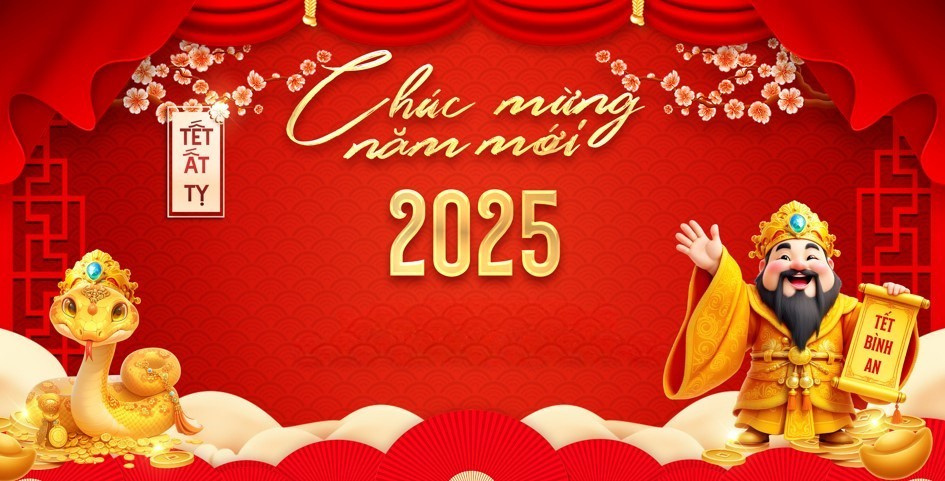 Chúc mừng
năm mới
2025
TẾT
ẤT
TỴ
TẾT
BÌNH
AN